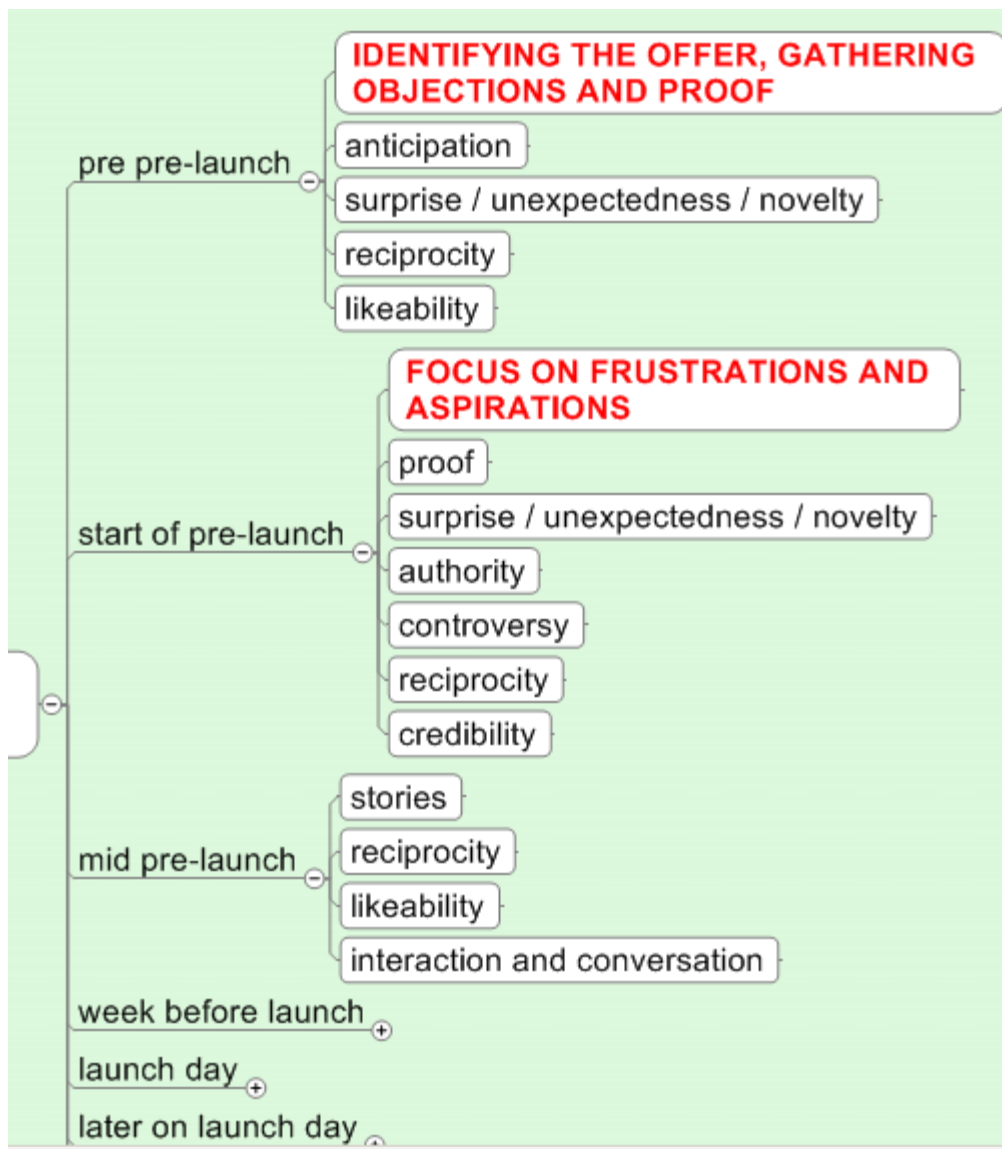 pre pre-launch
IDENTIFYING THE OFFER, GATHERING
OBJECTIONS AND PROOF
anticipation
surprise / unexpectedness / novelty
reciprocity
likeability
start of pre-launch
FOCUS ON FRUSTRATIONS AND
ASPIRATIONS
proof
surprise / unexpectedness / novelty
authority
controversy
reciprocity
credibility
mid pre-launch
stories
reciprocity
likeability
interaction and conversation
week before launch
launch day
later on launch day